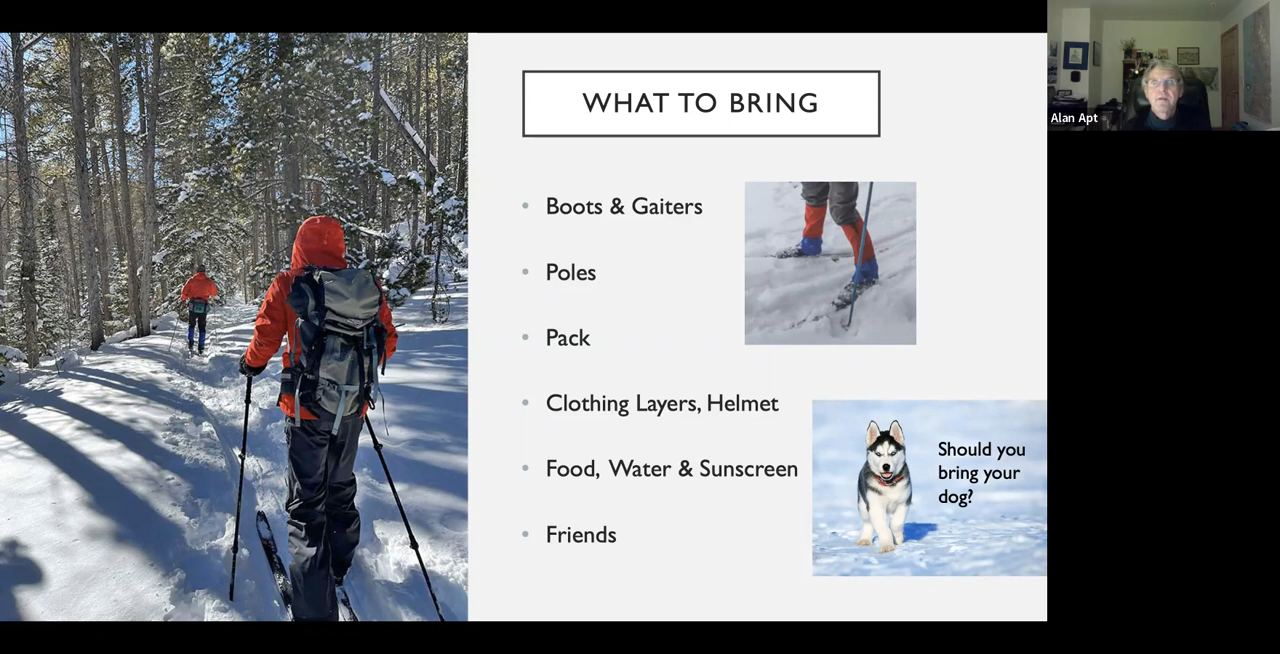 WHAT TO BRING
Boots & Gaiters
Poles
Pack
Clothing Layers, Helmet
Food, Water & Sunscreen
Friends
Should you
bring your
dog?
Alan Apt